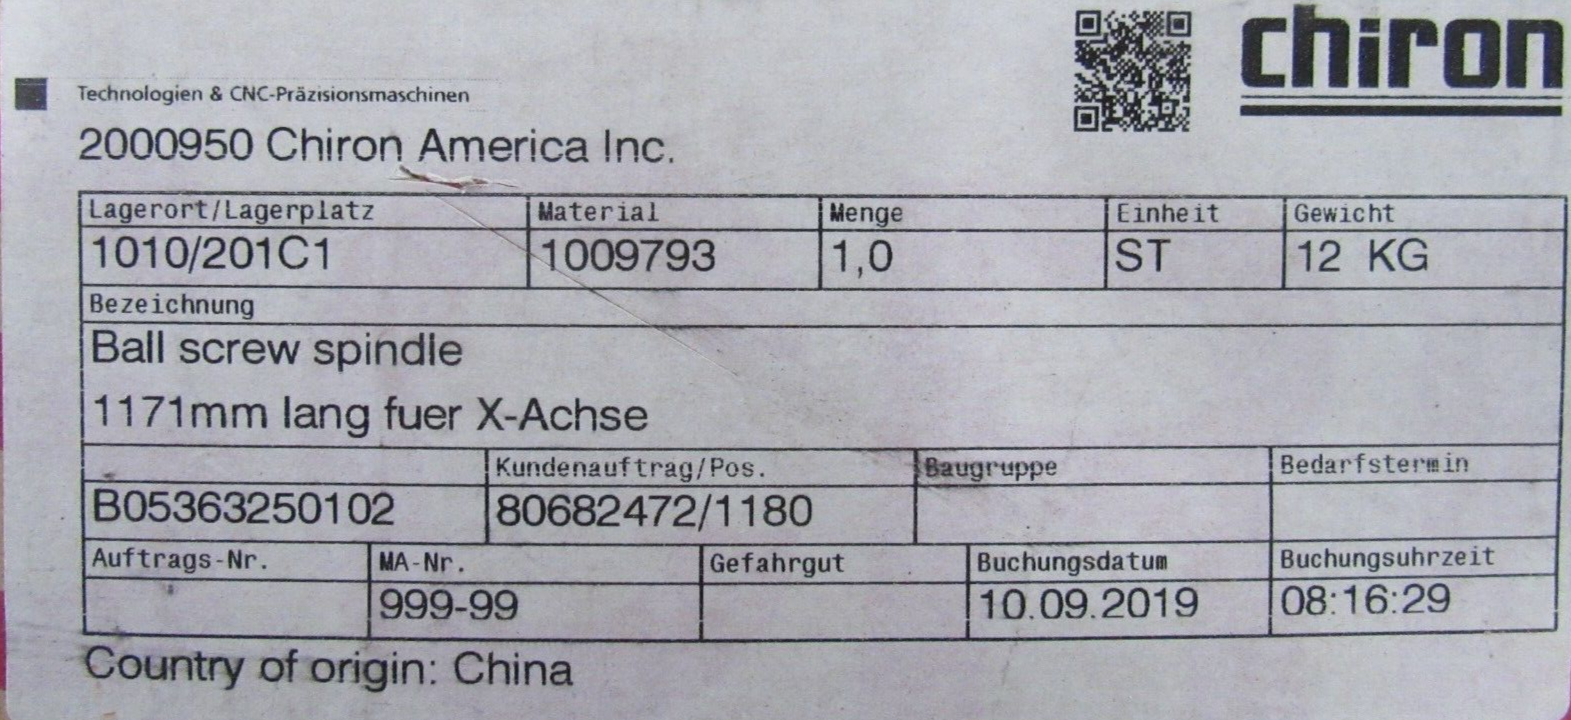 chiron
Technologien & CNC-Präzisionsmaschinen
2000950 Chiron America Inc.
Lagerort/Lagerplatz Material Menge Einheit Gewicht
1010/201C1 1009793 1,0 ST 12 KG
Bezeichnung
Ball screw spindle
1171mm lang fuer X-Achse
Kundenauftrag/Pos. Baugruppe Bedarfstermin
B05363250102 80682472/1180
Auftrags-Nr. MA-Nr. Gefahrgut Buchungsdatum Buchungsuhrzeit
999-99 10.09.2019 08:16:29
Country of origin: China